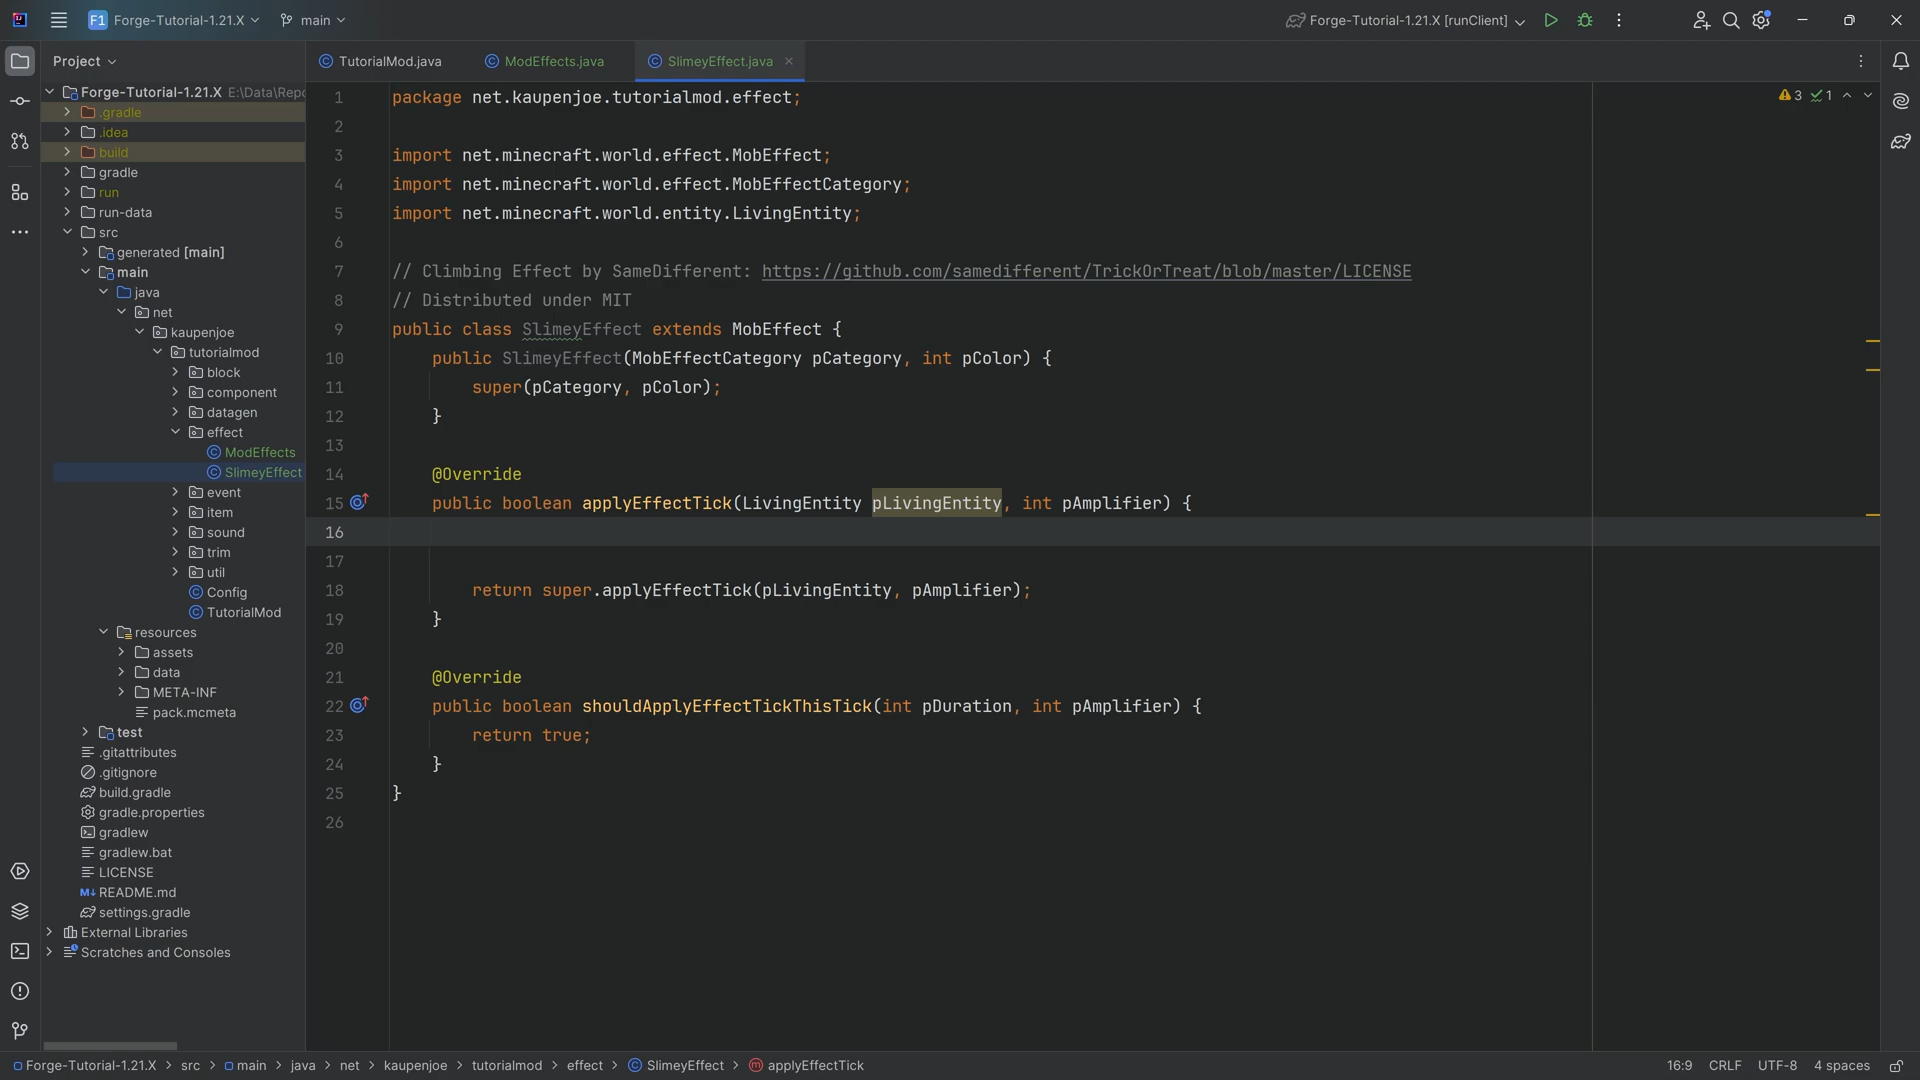 F1 Forge-Tutorial-1.21.X main Forge-Tutorial-1.21.X [runClient]
Project
TutorialMod.java ModEffects.java SlimeyEffect.java
Forge-Tutorial-1.21.X E:\Data\Repo
.gradle
.idea
build
gradle
run
run-data
src
generated [main]
main
java
net
kaupenjoe
tutorialmod
block
component
datagen
effect
ModEffects
SlimeyEffect
event
item
sound
trim
util
Config
TutorialMod
resources
assets
data
META-INF
pack.mcmeta
test
.gitattributes
.gitignore
build.gradle
gradle.properties
gradlew
gradlew.bat
LICENSE
README.md
settings.gradle
External Libraries
Scratches and Consoles
3 1
1 package net.kaupenjoe.tutorialmod.effect;
2
3 import net.minecraft.world.effect.MobEffect;
4 import net.minecraft.world.effect.MobEffectCategory;
5 import net.minecraft.world.entity.LivingEntity;
6
7 // Climbing Effect by SameDifferent: https://github.com/samedifferent/TrickOrTreat/blob/master/LICENSE
8 // Distributed under MIT
9 public class SlimeyEffect extends MobEffect {
10 public SlimeyEffect(MobEffectCategory pCategory, int pColor) {
11 super(pCategory, pColor);
12 }
13
14 @Override
15 public boolean applyEffectTick(LivingEntity pLivingEntity, int pAmplifier) {
16
17
18 return super.applyEffectTick(pLivingEntity, pAmplifier);
19 }
20
21 @Override
22 public boolean shouldApplyEffectTickThisTick(int pDuration, int pAmplifier) {
23 return true;
24 }
25 }
26
Forge-Tutorial-1.21.X > src > main > java > net > kaupenjoe > tutorialmod > effect > SlimeyEffect > applyEffectTick 16:9 CRLF UTF-8 4 spaces